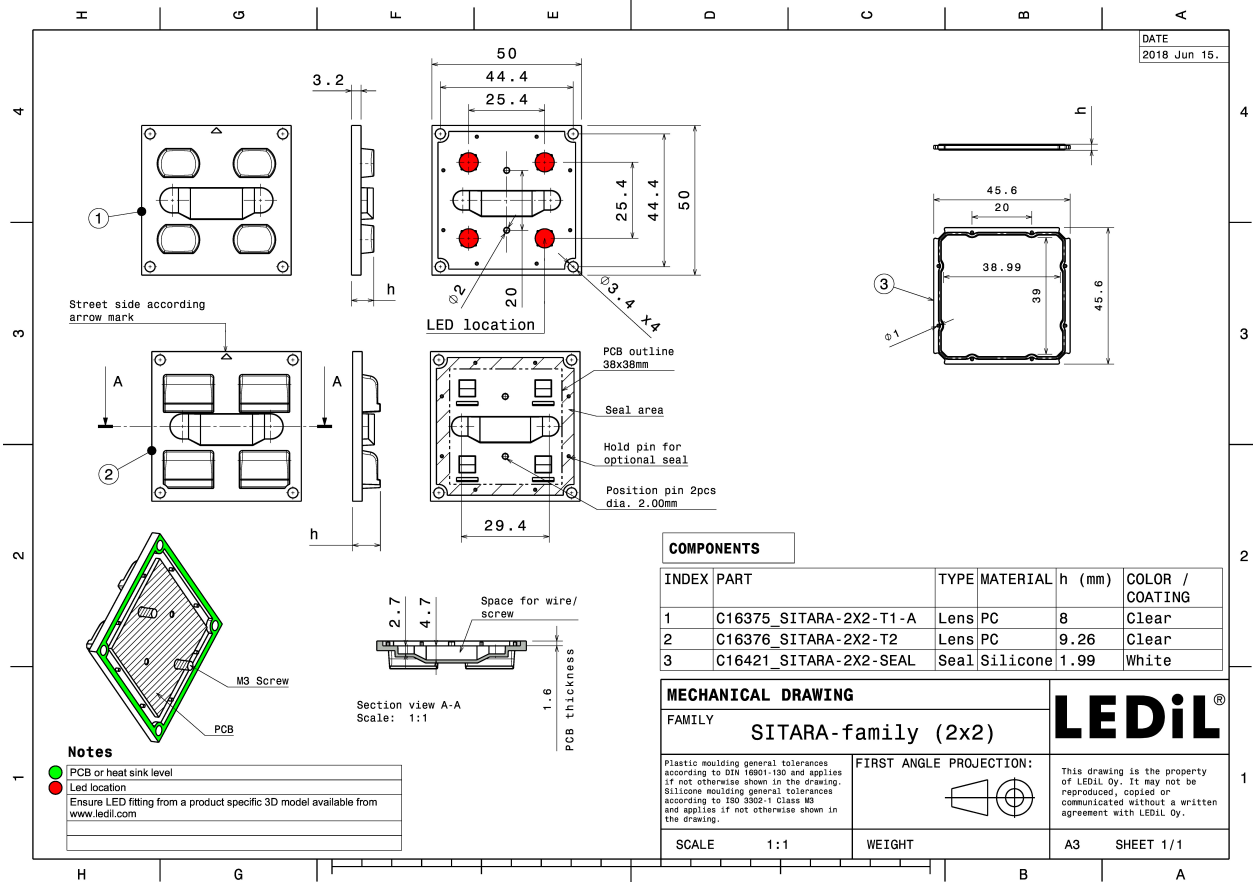 H G F E D C B A
DATE
2018 Jun 15.
4
4
3
3
2
2
1
1
3.2
h
1
50
44.4
25.4
25.4
44.4
50
⌀2
20
⌀3.4 x4
LED location
h
45.6
20
38.99
39
45.6
3
⌀1
Street side according
arrow mark
A
A
2
h
PCB outline
38x38mm
Seal area
Hold pin for
optional seal
Position pin 2pcs
dia. 2.00mm
29.4
M3 Screw
PCB
2.7
4.7
Space for wire/
screw
1.6
PCB thickness
Section view A-A
Scale: 1:1
Notes
PCB or heat sink level
Led location
Ensure LED fitting from a product specific 3D model available from
www.ledil.com
COMPONENTS
INDEX PART TYPE MATERIAL h (mm) COLOR /
COATING
1 C16375_SITARA-2X2-T1-A Lens PC 8 Clear
2 C16376_SITARA-2X2-T2 Lens PC 9.26 Clear
3 C16421_SITARA-2X2-SEAL Seal Silicone 1.99 White
MECHANICAL DRAWING
FAMILY
SITARA-family (2x2)
LEDiL®
Plastic moulding general tolerances
according to DIN 16901-130 and applies
if not otherwise shown in the drawing.
Silicone moulding general tolerances
according to ISO 3302-1 Class M3
and applies if not otherwise shown in
the drawing.
FIRST ANGLE PROJECTION:
This drawing is the property
of LEDiL Oy. It may not be
reproduced, copied or
communicated without a written
agreement with LEDiL Oy.
SCALE 1:1
WEIGHT
A3 SHEET 1/1
H G B A